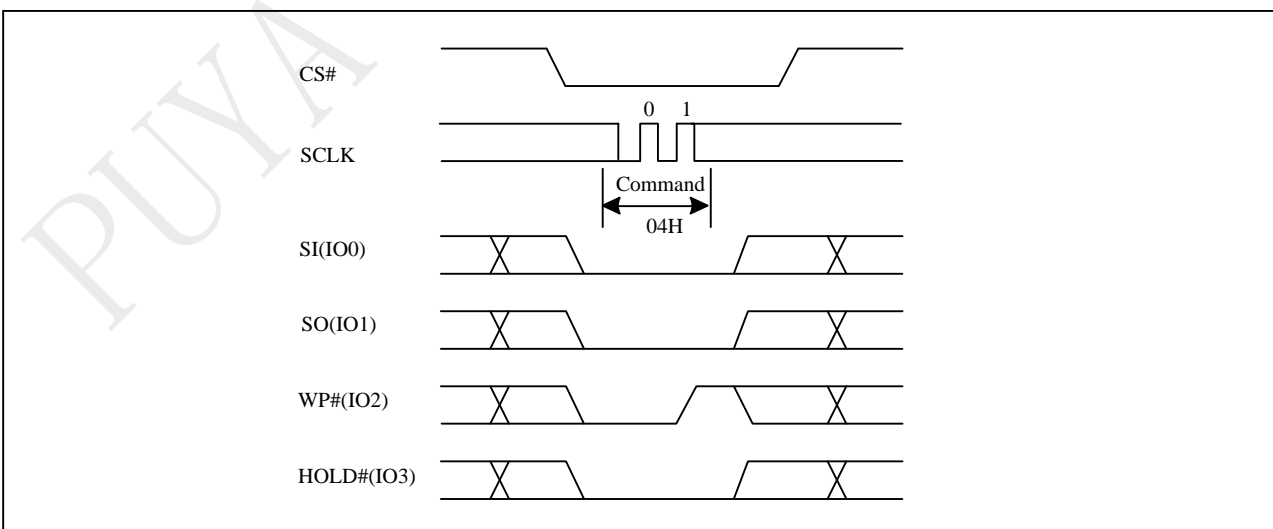 PUYA
CS#
0 1
SCLK
Command
04H
SI(IO0)
SO(IO1)
WP#(IO2)
HOLD#(IO3)